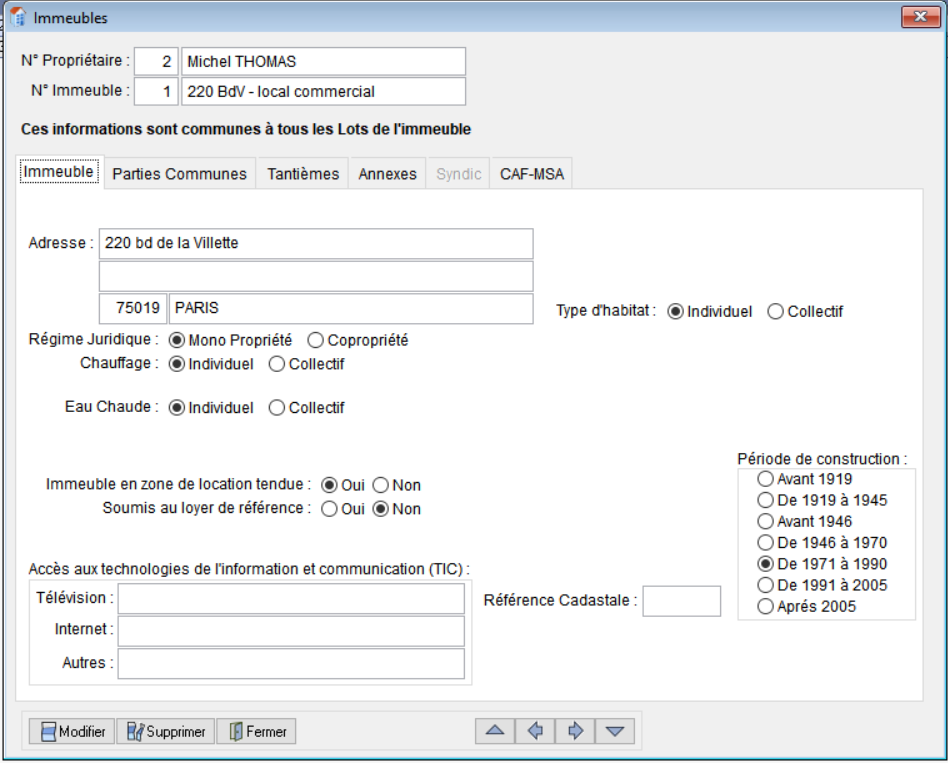 Immeubles
N° Propriétaire : 2 Michel THOMAS
N° Immeuble : 1 220 BdV - local commercial
Ces informations sont communes à tous les Lots de l'immeuble
Immeuble Parties Communes Tantièmes Annexes Syndic CAF-MSA
Adresse : 220 bd de la Villette
75019 PARIS
Type d'habitat : Individuel Collectif
Régime Juridique : Mono Propriété Copropriété
Chauffage : Individuel Collectif
Eau Chaude : Individuel Collectif
Période de construction :
Avant 1919
De 1919 à 1945
Avant 1946
De 1946 à 1970
De 1971 à 1990
De 1991 à 2005
Aprés 2005
Immeuble en zone de location tendue : Oui Non
Soumis au loyer de référence : Oui Non
Accès aux technologies de l'information et communication (TIC) :
Télévision :
Internet :
Autres :
Référence Cadastale :
Modifier Supprimer Fermer